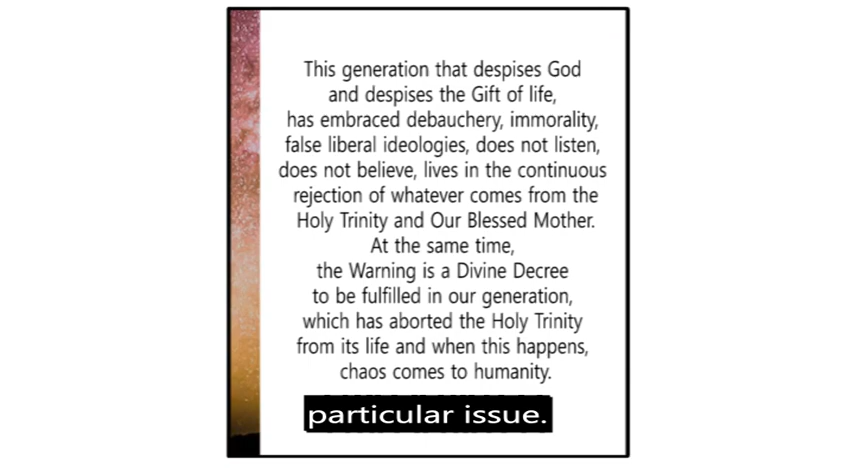 This generation that despises God
and despises the Gift of life,
has embraced debauchery, immorality,
false liberal ideologies, does not listen,
does not believe, lives in the continuous
rejection of whatever comes from the
Holy Trinity and Our Blessed Mother.
At the same time,
the Warning is a Divine Decree
to be fulfilled in our generation,
which has aborted the Holy Trinity
from its life and when this happens,
chaos comes to humanity.
particular issue.